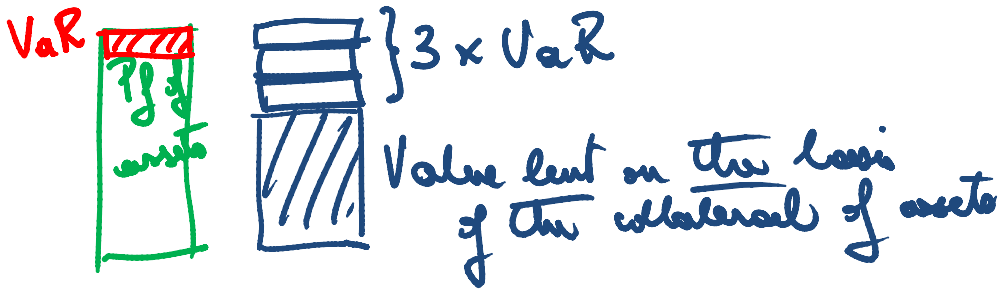 VaR
Pf of
assets
3 x VaR
Value lent on the basis
of the collateral of assets